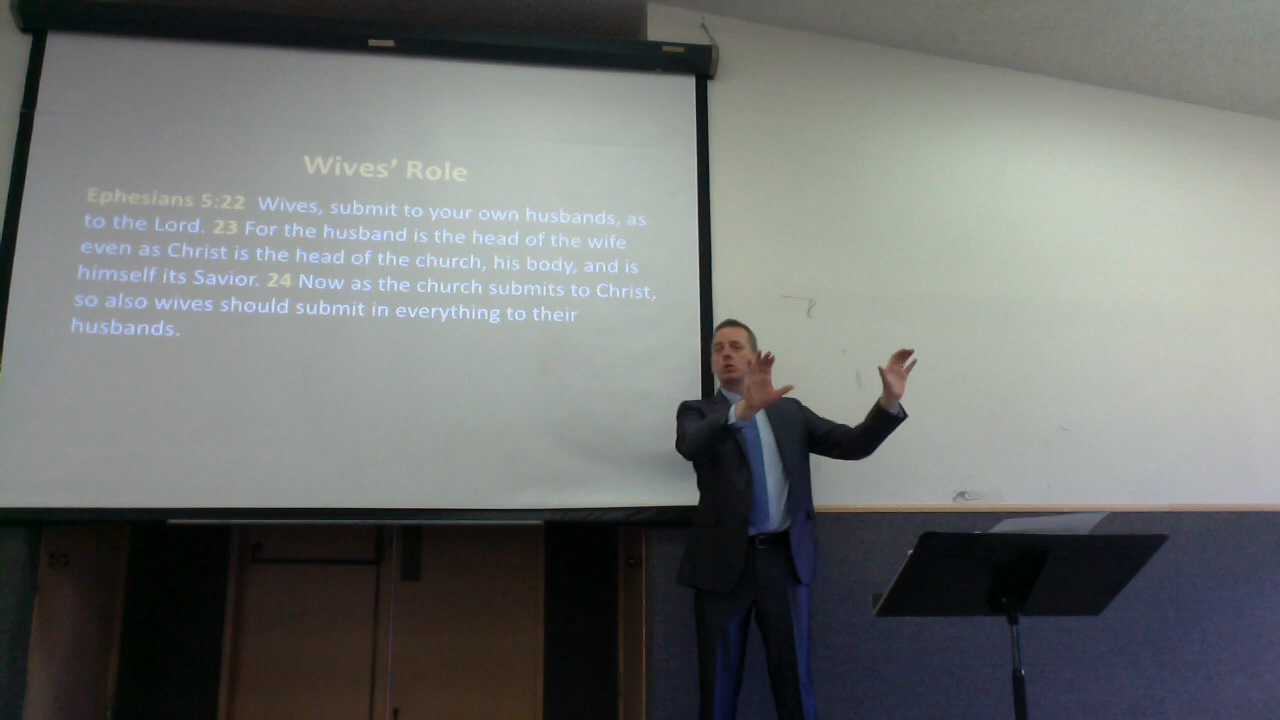 Wives’ Role
Ephesians 5:22 Wives, submit to your own husbands, as
to the Lord. 23 For the husband is the head of the wife
even as Christ is the head of the church, his body, and is
himself its Savior. 24 Now as the church submits to Christ,
so also wives should submit in everything to their
husbands.